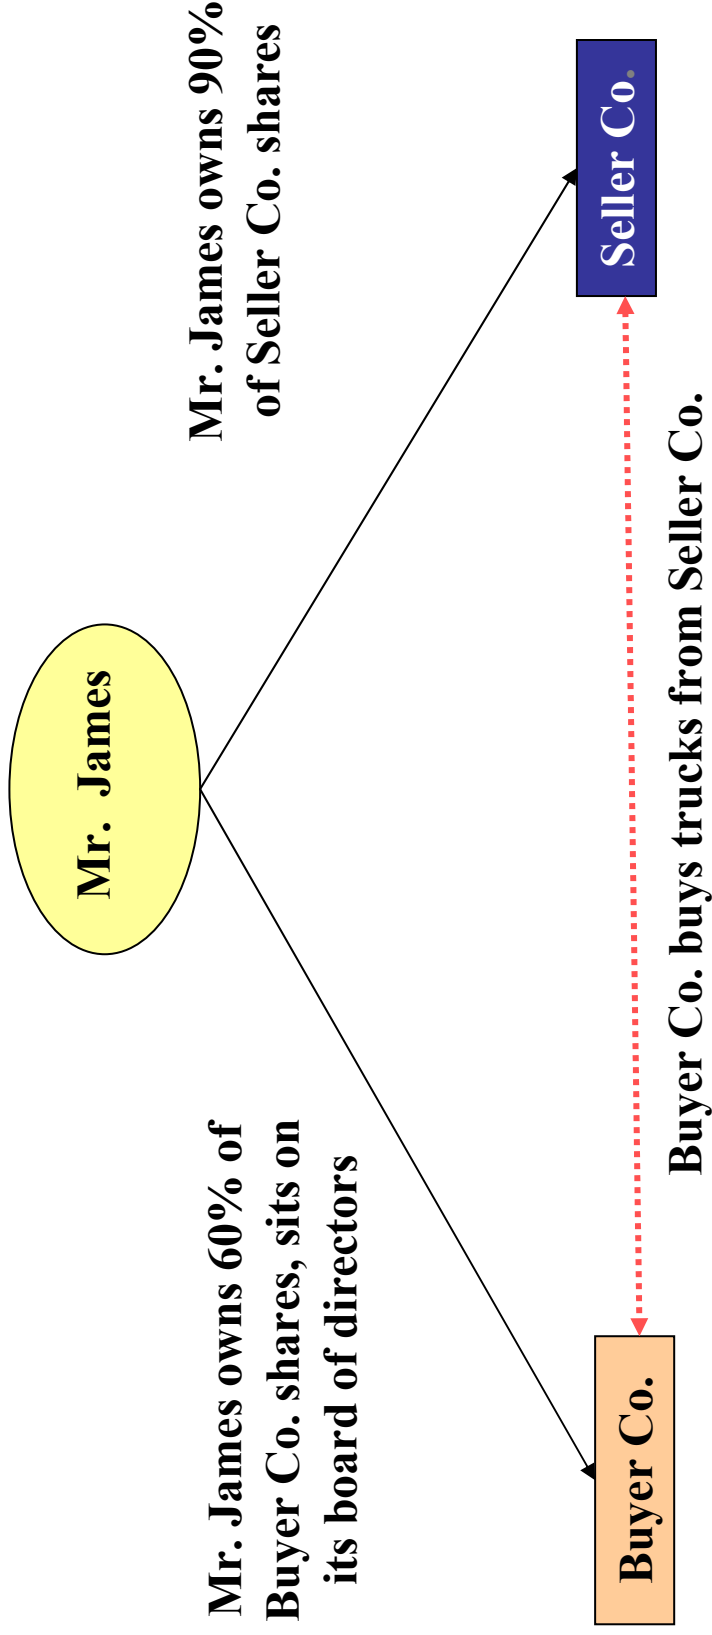 Mr. James
Mr. James owns 60% of
Buyer Co. shares, sits on
its board of directors
Mr. James owns 90%
of Seller Co. shares
Buyer Co.
Seller Co.
Buyer Co. buys trucks from Seller Co.